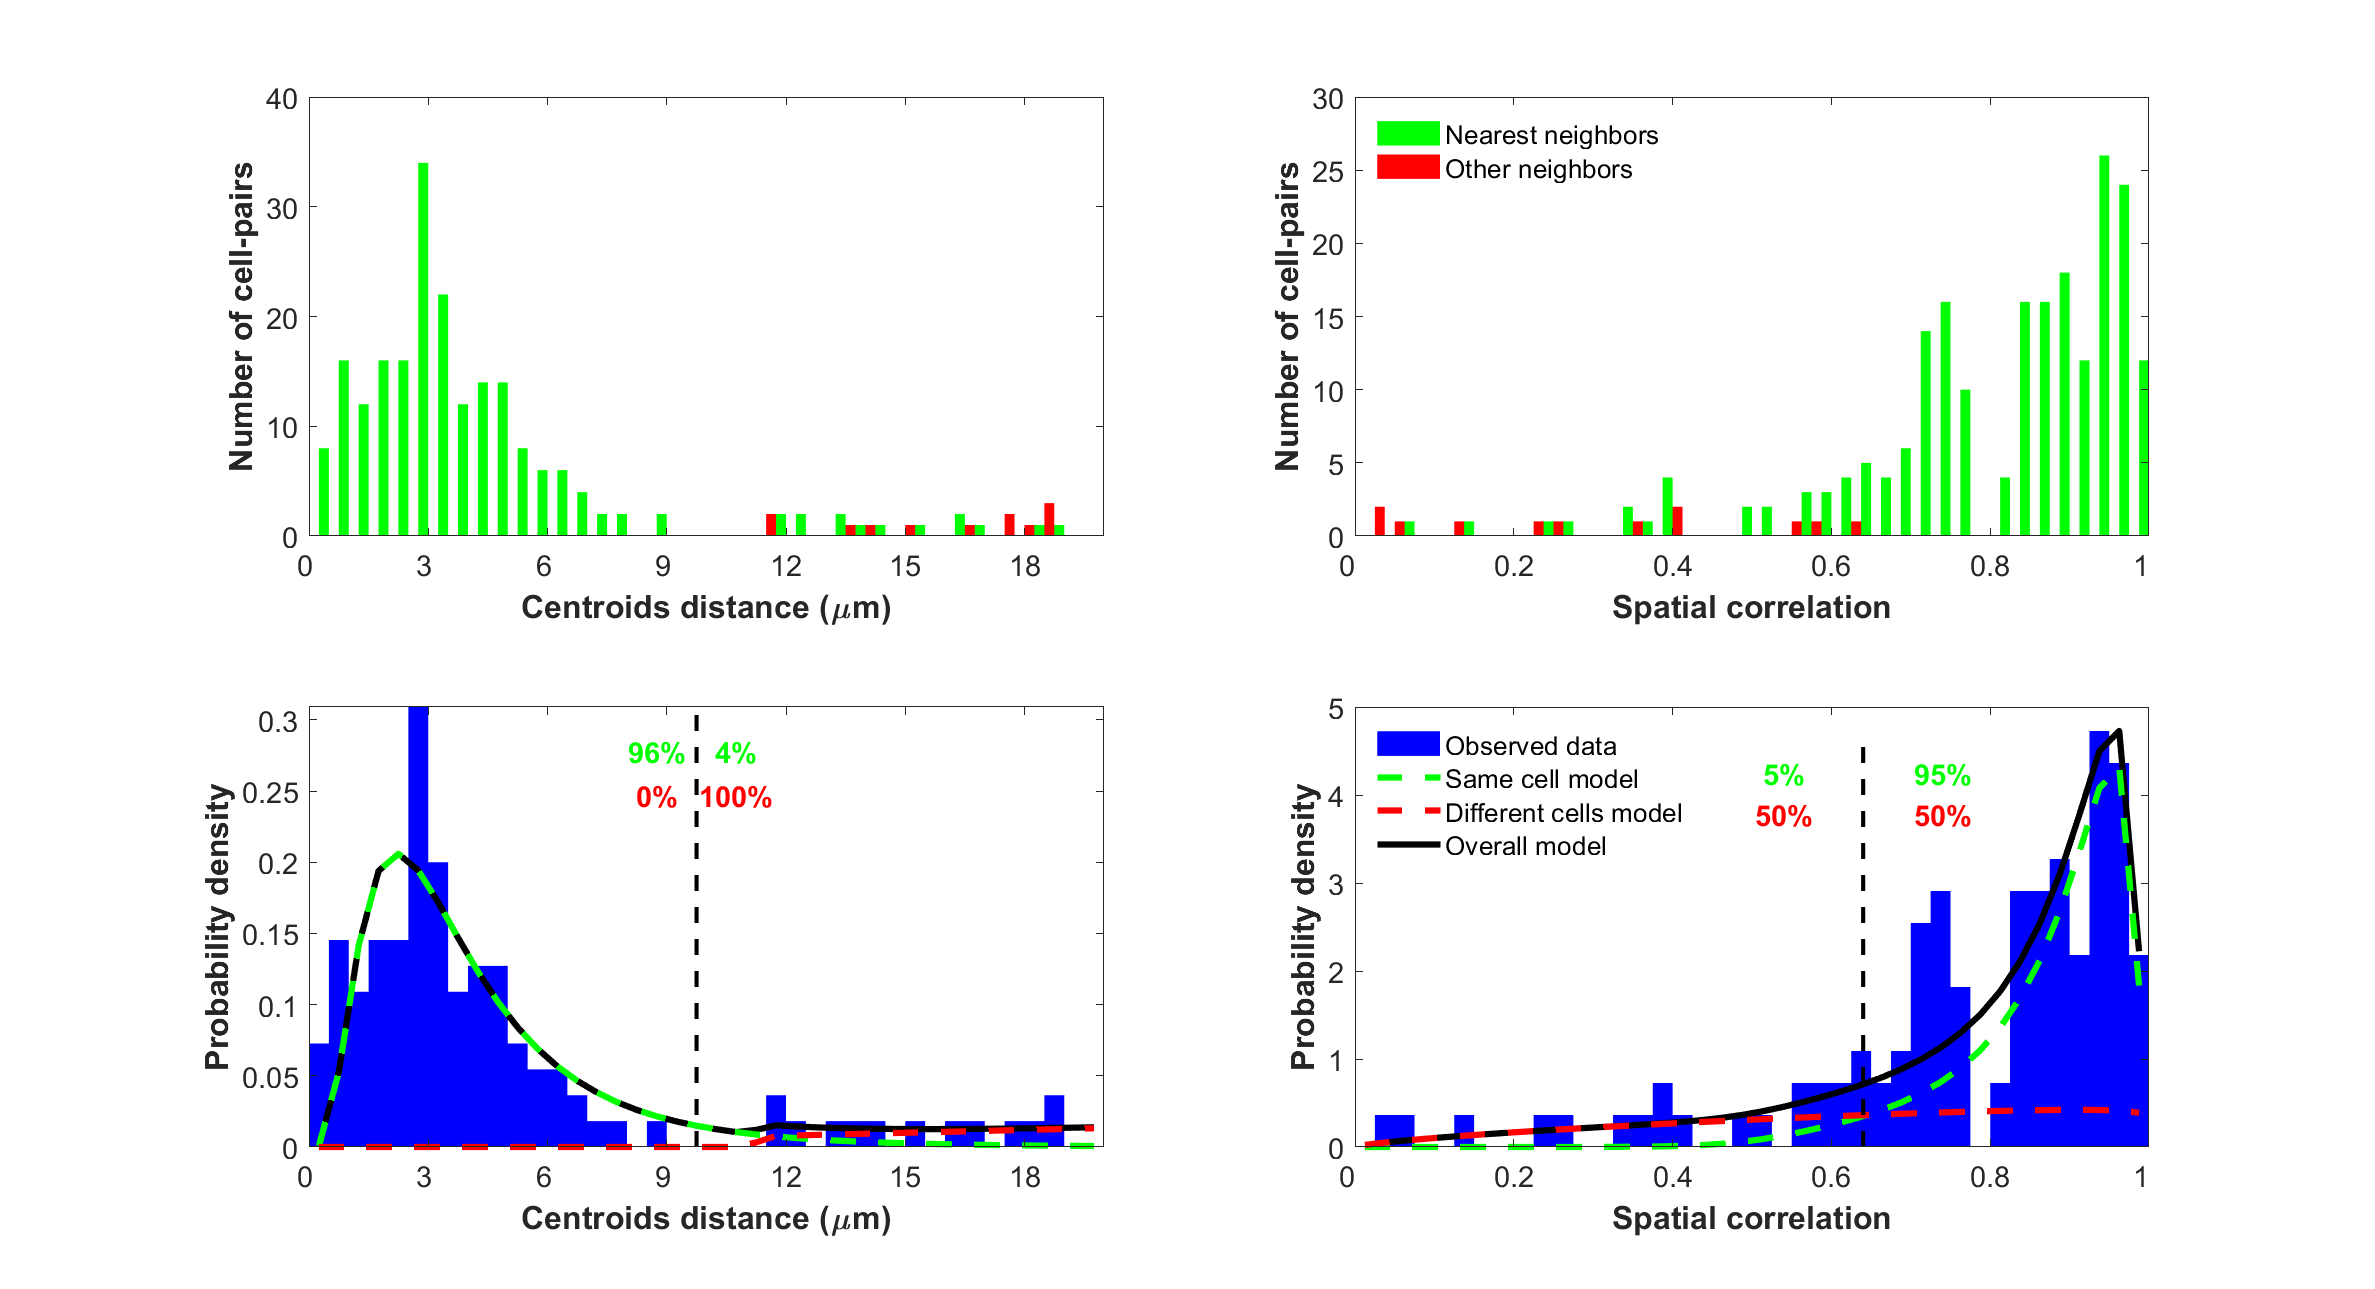 40
30
20
10
0
Number of cell-pairs
0 3 6 9 12 15 18
Centroids distance (μm)
30
25
20
15
10
5
0
Number of cell-pairs
Nearest neighbors
Other neighbors
0 0.2 0.4 0.6 0.8 1
Spatial correlation
0.3
0.25
0.2
0.15
0.1
0.05
0
Probability density
96% 4%
0% 100%
0 3 6 9 12 15 18
Centroids distance (μm)
5
4
3
2
1
0
Probability density
Observed data
Same cell model
Different cells model
Overall model
5% 95%
50% 50%
0 0.2 0.4 0.6 0.8 1
Spatial correlation